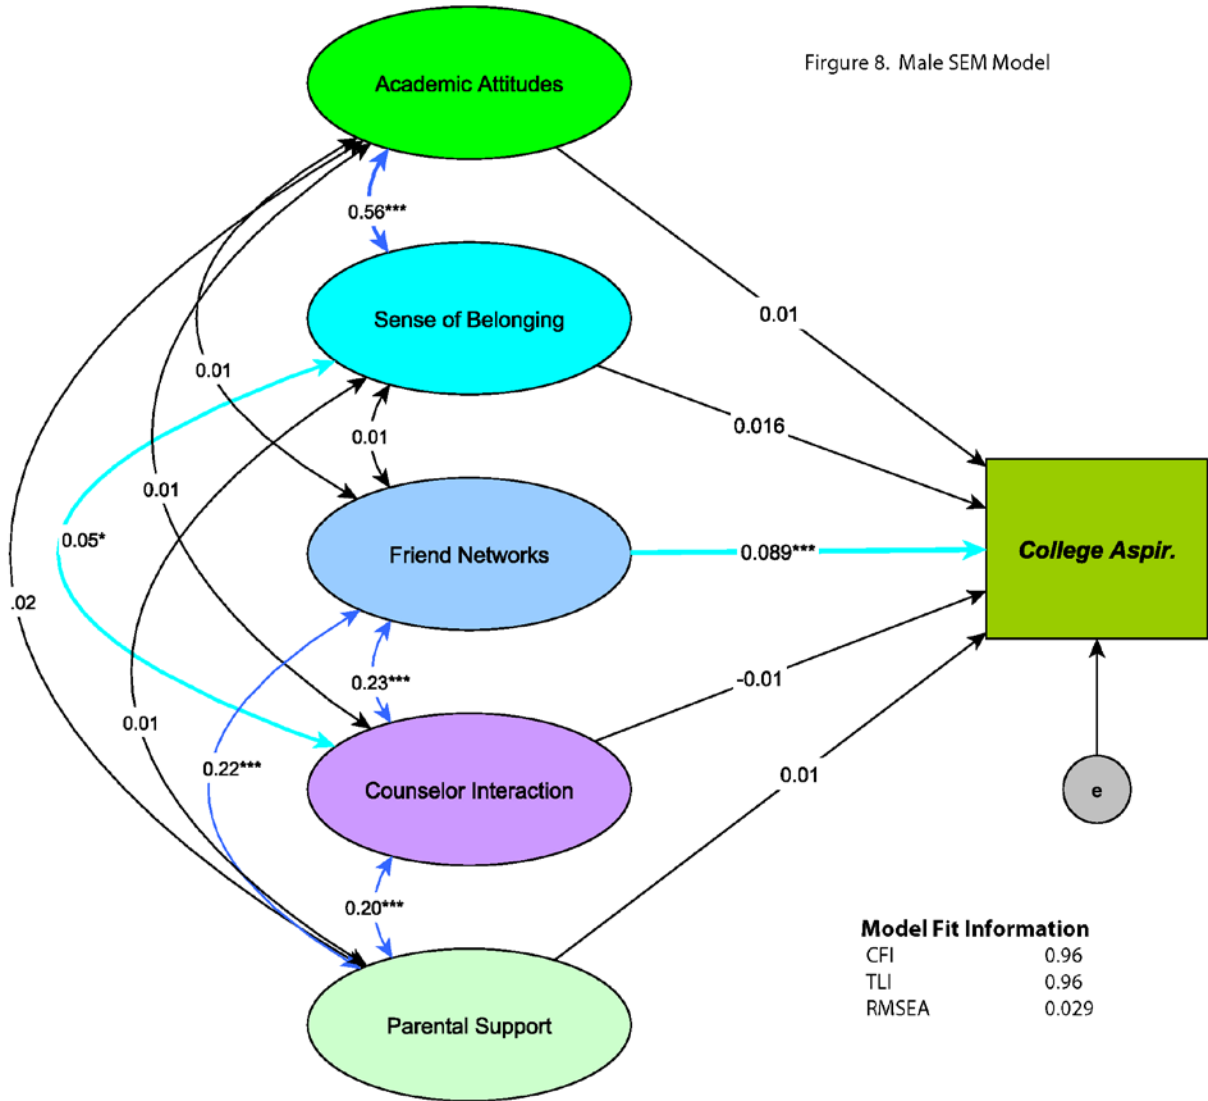 Firgure 8. Male SEM Model
Academic Attitudes
0.56***
Sense of Belonging
0.01
0.01
0.016
0.01
0.01
0.05*
Friend Networks
0.089***
College Aspir.
.02
0.23***
-0.01
0.01
0.22***
Counselor Interaction
0.01
e
0.20***
Parental Support
Model Fit Information
CFI 0.96
TLI 0.96
RMSEA 0.029